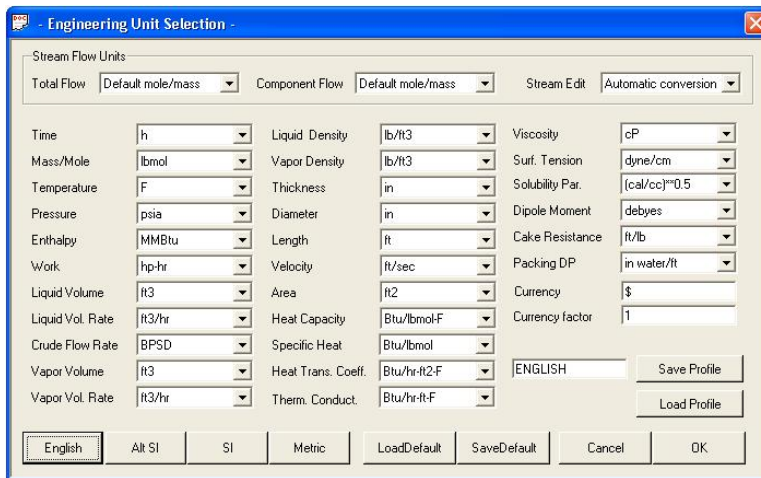 - Engineering Unit Selection -
Stream Flow Units
Total Flow Default mole/mass Component Flow Default mole/mass Stream Edit Automatic conversion
Time h Liquid Density lb/ft3 Viscosity cP
Mass/Mole lbmol Vapor Density lb/ft3 Surf. Tension dyne/cm
Temperature F Thickness in Solubility Par. (cal/cc)**0.5
Pressure psia Diameter in Dipole Moment debyes
Enthalpy MMBtu Length ft Cake Resistance ft/lb
Work hp-hr Velocity ft/sec Packing DP in water/ft
Liquid Volume ft3 Area ft2 Currency $
Liquid Vol. Rate ft3/hr Heat Capacity Btu/lbmol-F Currency factor 1
Crude Flow Rate BPSD Specific Heat Btu/lbmol
Vapor Volume ft3 Heat Trans. Coeff. Btu/hr-ft2-F ENGLISH Save Profile
Vapor Vol. Rate ft3/hr Therm. Conduct. Btu/hr-ft-F Load Profile
English Alt SI SI Metric LoadDefault SaveDefault Cancel OK